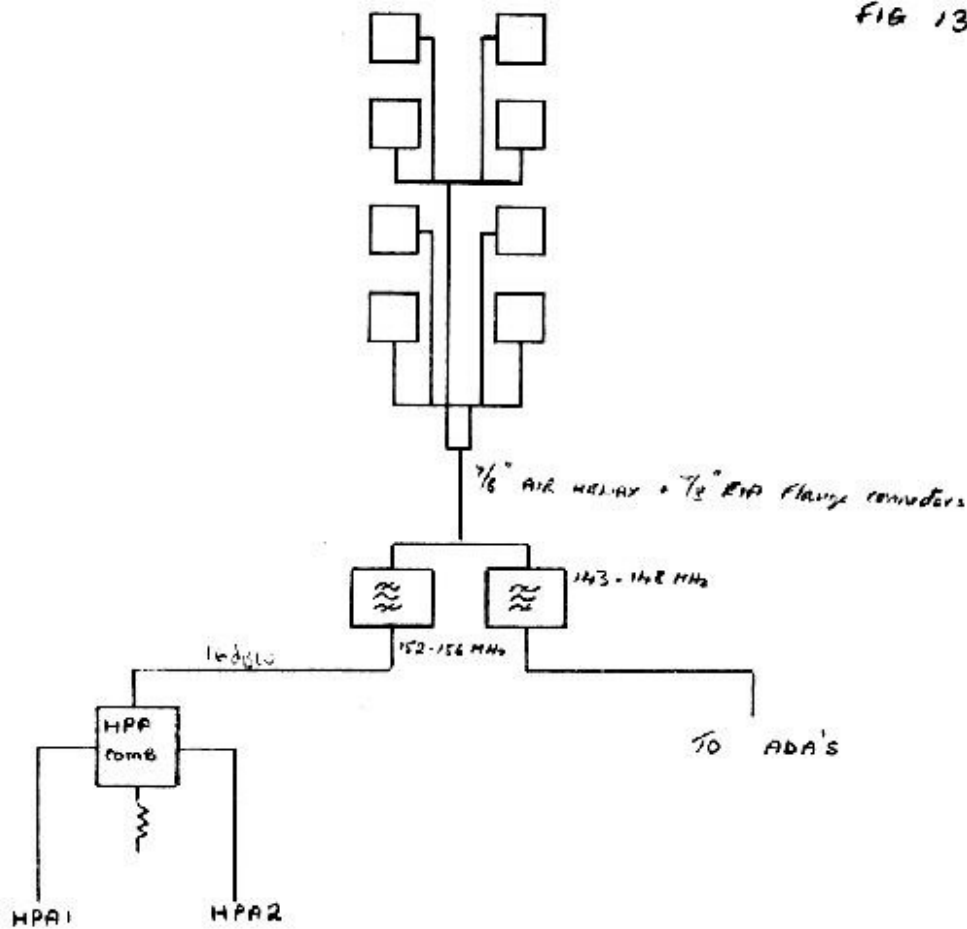 FIG 13
7/8" AIR HELIAX + 7/8" EIA Flange connectors
143-148 MHz
152-156 MHz
HPA
comb
TO ADA'S
HPA1
HPA2